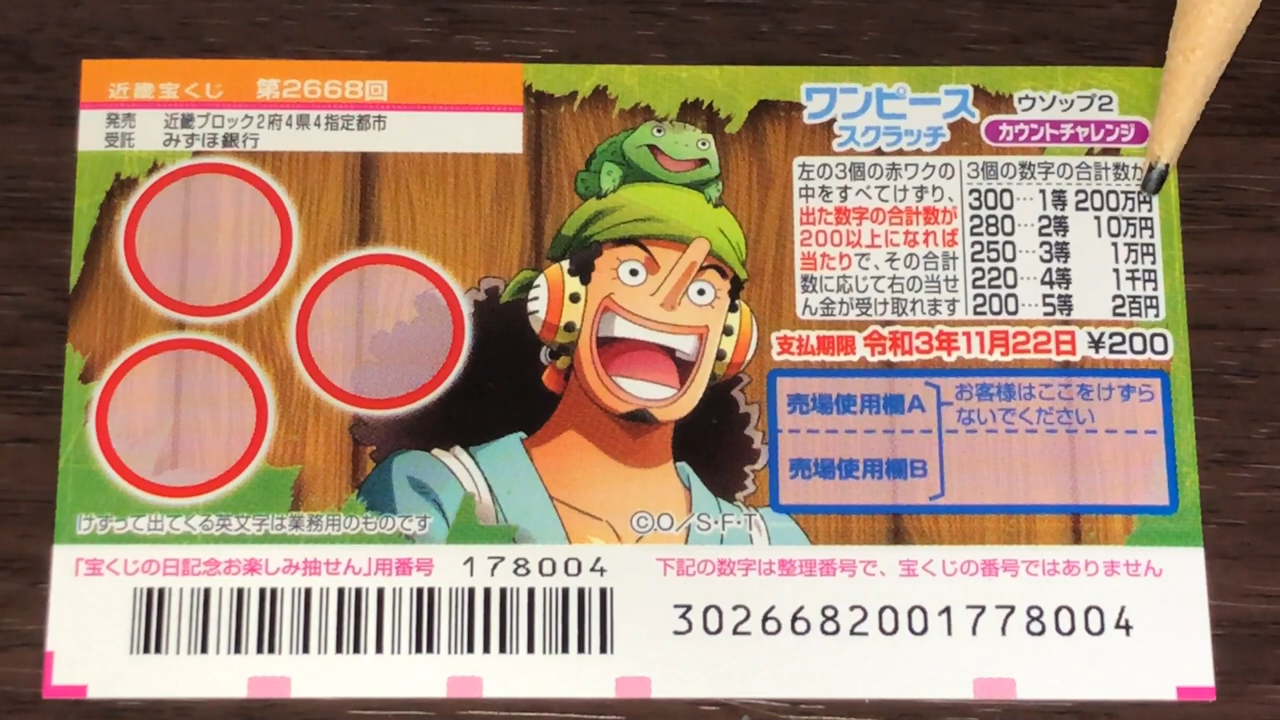 近畿宝くじ 第2668回
発売 近畿ブロック2府4県4指定都市
受託 みずほ銀行
ワンピース
スクラッチ
ウソップ2
カウントチャレンジ
左の3個の赤ワクの
中をすべてけずり、
出た数字の合計数が
200以上になれば
当たりで、その合計
数に応じて右の当せ
ん金が受け取れます
3個の数字の合計数が
300…1等 200万円
280…2等 10万円
250…3等 1万円
220…4等 1千円
200…5等 2百円
支払期限 令和3年11月22日 ¥200
売場使用欄A
お客様はここをけずら
ないでください
売場使用欄B
けずって出てくる英文字は業務用のものです
©O/S・F・T
「宝くじの日記念お楽しみ抽せん」用番号 178004
下記の数字は整理番号で、宝くじの番号ではありません
3026682001778004